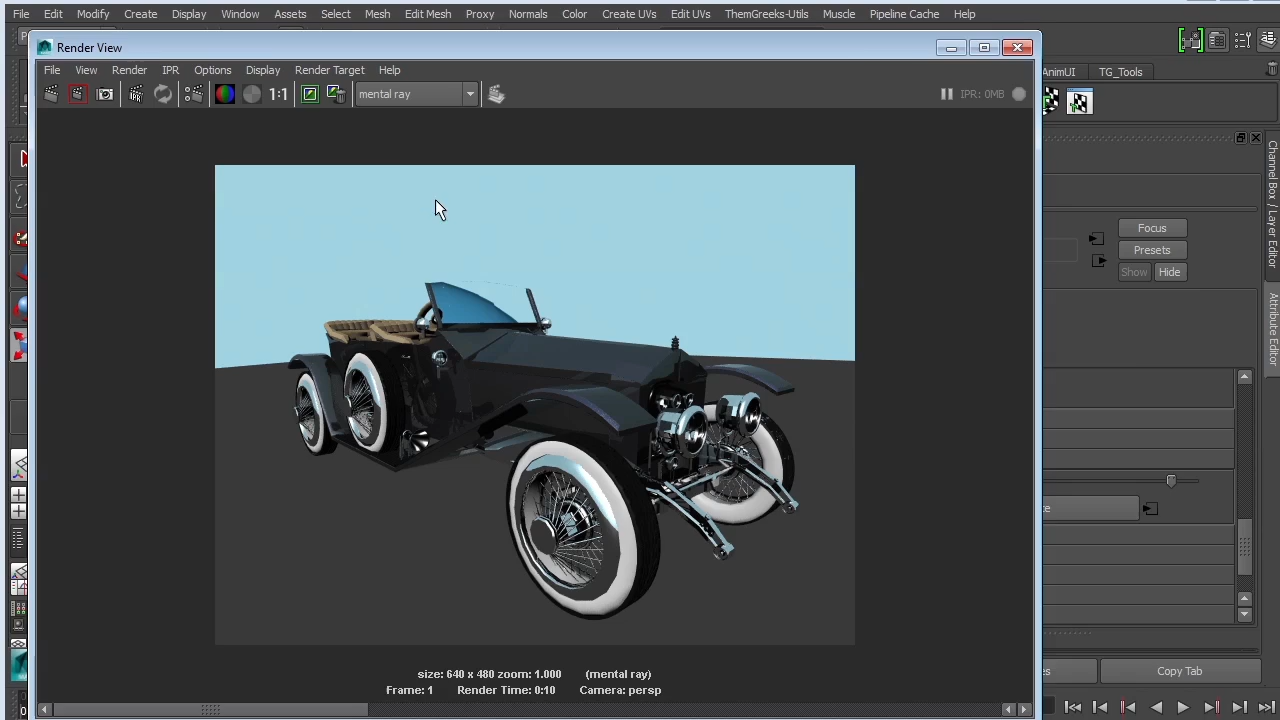 File Edit Modify Create Display Window Assets Select Mesh Edit Mesh Proxy Normals Color Create UVs Edit UVs ThemGreeks-Utils Muscle Pipeline Cache Help
Render View
File View Render IPR Options Display Render Target Help
1:1 mental ray IPR: 0MB
AnimUI TG_Tools
Channel Box / Layer Editor
Attribute Editor
Focus
Presets
Show Hide
size: 640 x 480 zoom: 1.000 (mental ray)
Frame: 1 Render Time: 0:10 Camera: persp
Copy Tab